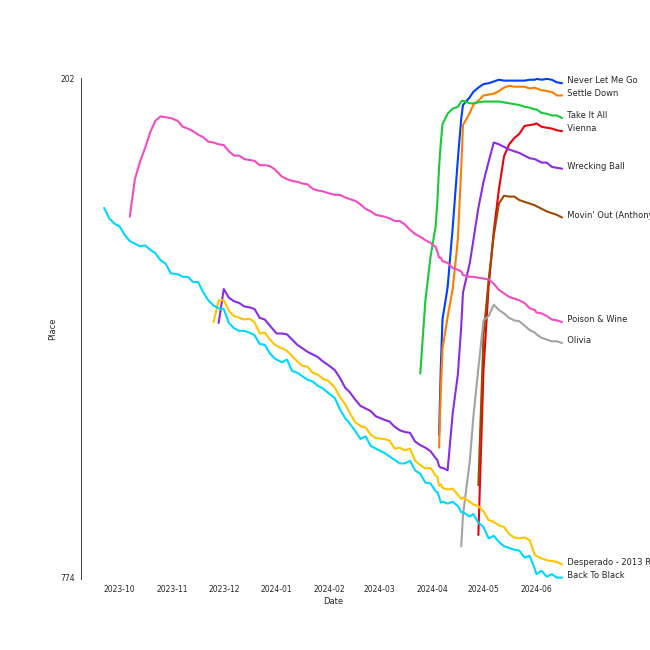 202
Never Let Me Go
Settle Down
Take It All
Vienna
Wrecking Ball
Movin' Out (Anthony
Poison & Wine
Place
Olivia
Desperado - 2013 R
Back To Black
774
2023-10 2023-11 2023-12 2024-01 2024-02 2024-03 2024-04 2024-05 2024-06
Date